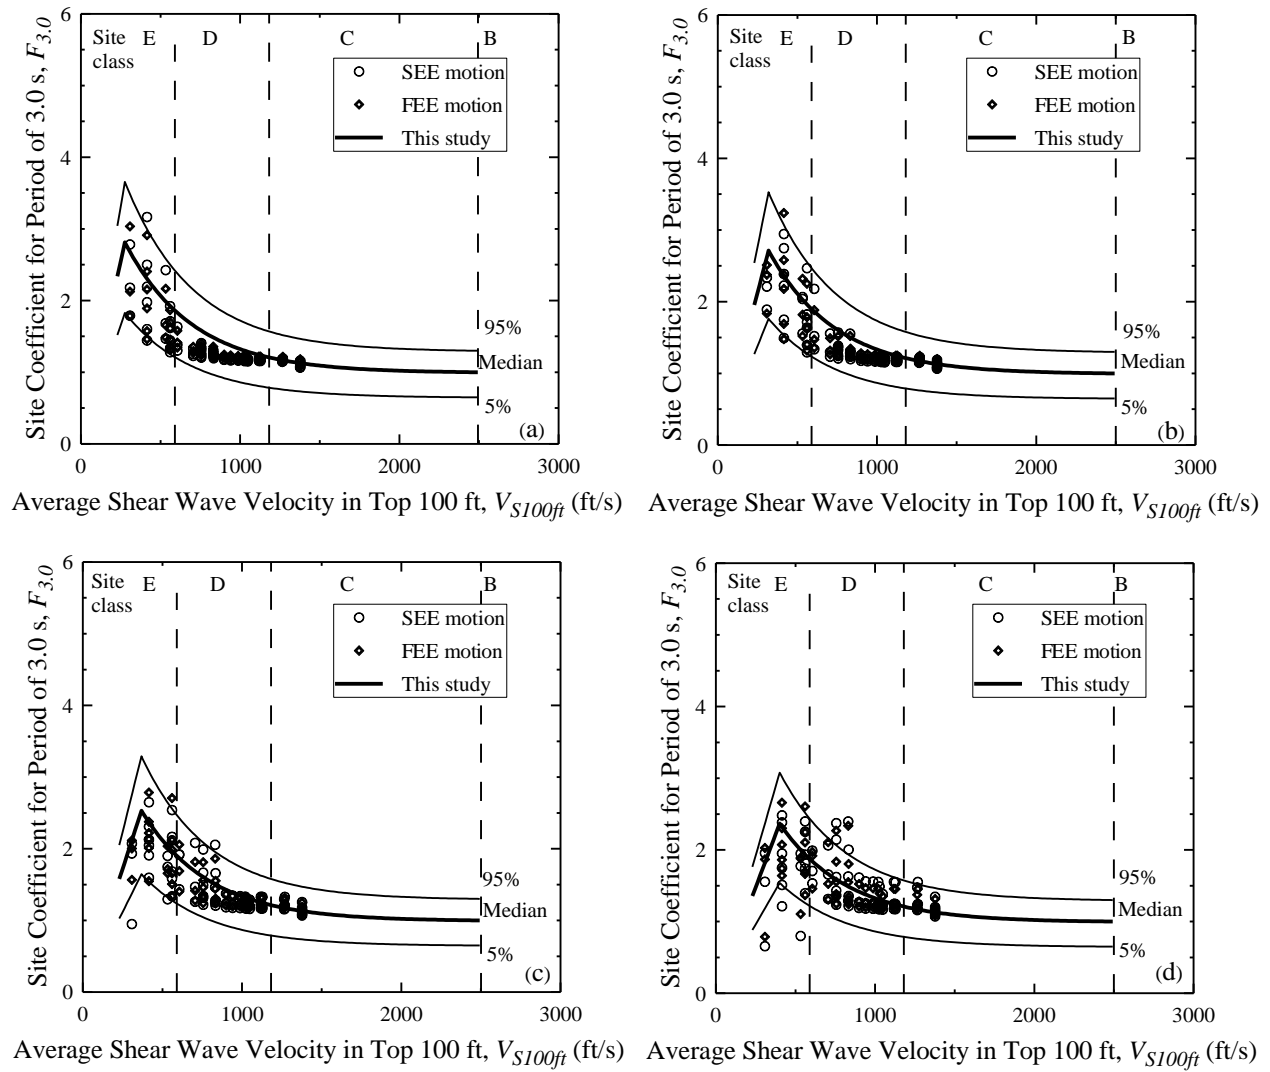 Site Coefficient for Period of 3.0 s, F3.0
6
4
2
0
Site class
E
D
C
B
SEE motion
FEE motion
This study
95%
Median
5%
(a)
0
1000
2000
3000
Average Shear Wave Velocity in Top 100 ft, VS100ft (ft/s)
Site Coefficient for Period of 3.0 s, F3.0
6
4
2
0
Site class
E
D
C
B
SEE motion
FEE motion
This study
95%
Median
5%
(b)
0
1000
2000
3000
Average Shear Wave Velocity in Top 100 ft, VS100ft (ft/s)
Site Coefficient for Period of 3.0 s, F3.0
6
4
2
0
Site class
E
D
C
B
SEE motion
FEE motion
This study
95%
Median
5%
(c)
0
1000
2000
3000
Average Shear Wave Velocity in Top 100 ft, VS100ft (ft/s)
Site Coefficient for Period of 3.0 s, F3.0
6
4
2
0
Site class
E
D
C
B
SEE motion
FEE motion
This study
95%
Median
5%
(d)
0
1000
2000
3000
Average Shear Wave Velocity in Top 100 ft, VS100ft (ft/s)